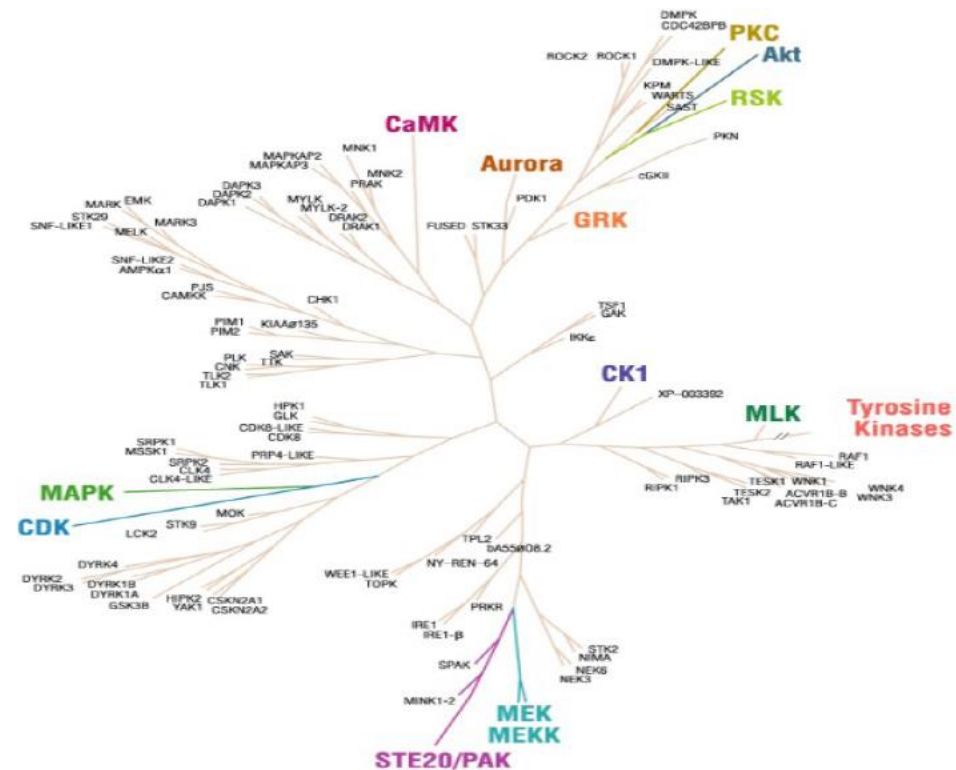 DMPK
CDC42BPB
PKC
Akt
ROCK2 ROCK1
DMPK-LIKE
KPM
WARTS
SAST
RSK
PKN
cGKII
CaMK
Aurora
PDK1
GRK
FUSED STK33
MNK1
MAPKAP2
MAPKAP3
MNK2
PRAK
DAPK3
DAPK2
DAPK1
MYLK
MYLK-2
DRAK2
DRAK1
EMK
MARK
STK29
SNF-LIKE1
MARK3
MELK
SNF-LIKE2
AMPKα1
PJS
CAMKK
CHK1
PIM1
PIM2
KIAAø135
PLK
SAK
CNK
TTK
TLK2
TLK1
TSF1
GAK
IKKε
CK1
XP-003392
MLK
Tyrosine
Kinases
RAF1
RAF1-LIKE
RIPK3
RIPK1
TESK1 WNK1
TESK2
TAK1
ACVR1B-B
ACVR1B-C
WNK4
WNK3
HPK1
GLK
CDK8-LIKE
CDK8
SRPK1
MSSK1
PRP4-LIKE
SRPK2
CLK4
CLK4-LIKE
MAPK
CDK
MOK
STK9
LCK2
DYRK4
DYRK2
DYRK3
DYRK1B
DYRK1A
GSK3B
HIPK2
YAK1
CSKN2A1
CSKN2A2
TPL2
bA55øO8.2
NY-REN-64
WEE1-LIKE
TOPK
PRKR
IRE1
IRE1-β
SPAK
MINK1-2
STK2
NIMA
NEK6
NEK3
MEK
MEKK
STE20/PAK